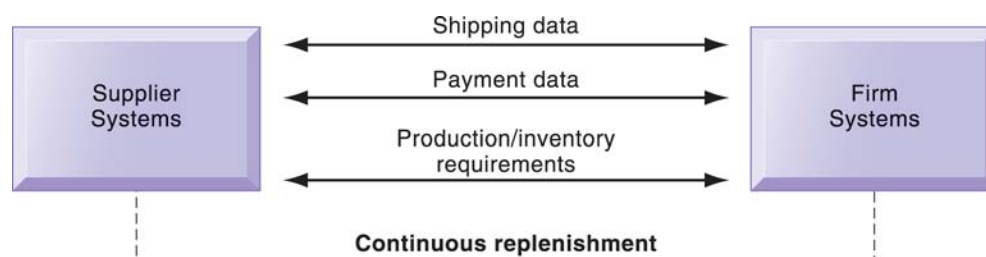 Shipping data
Supplier
Systems
Payment data
Firm
Systems
Production/inventory
requirements
Continuous replenishment